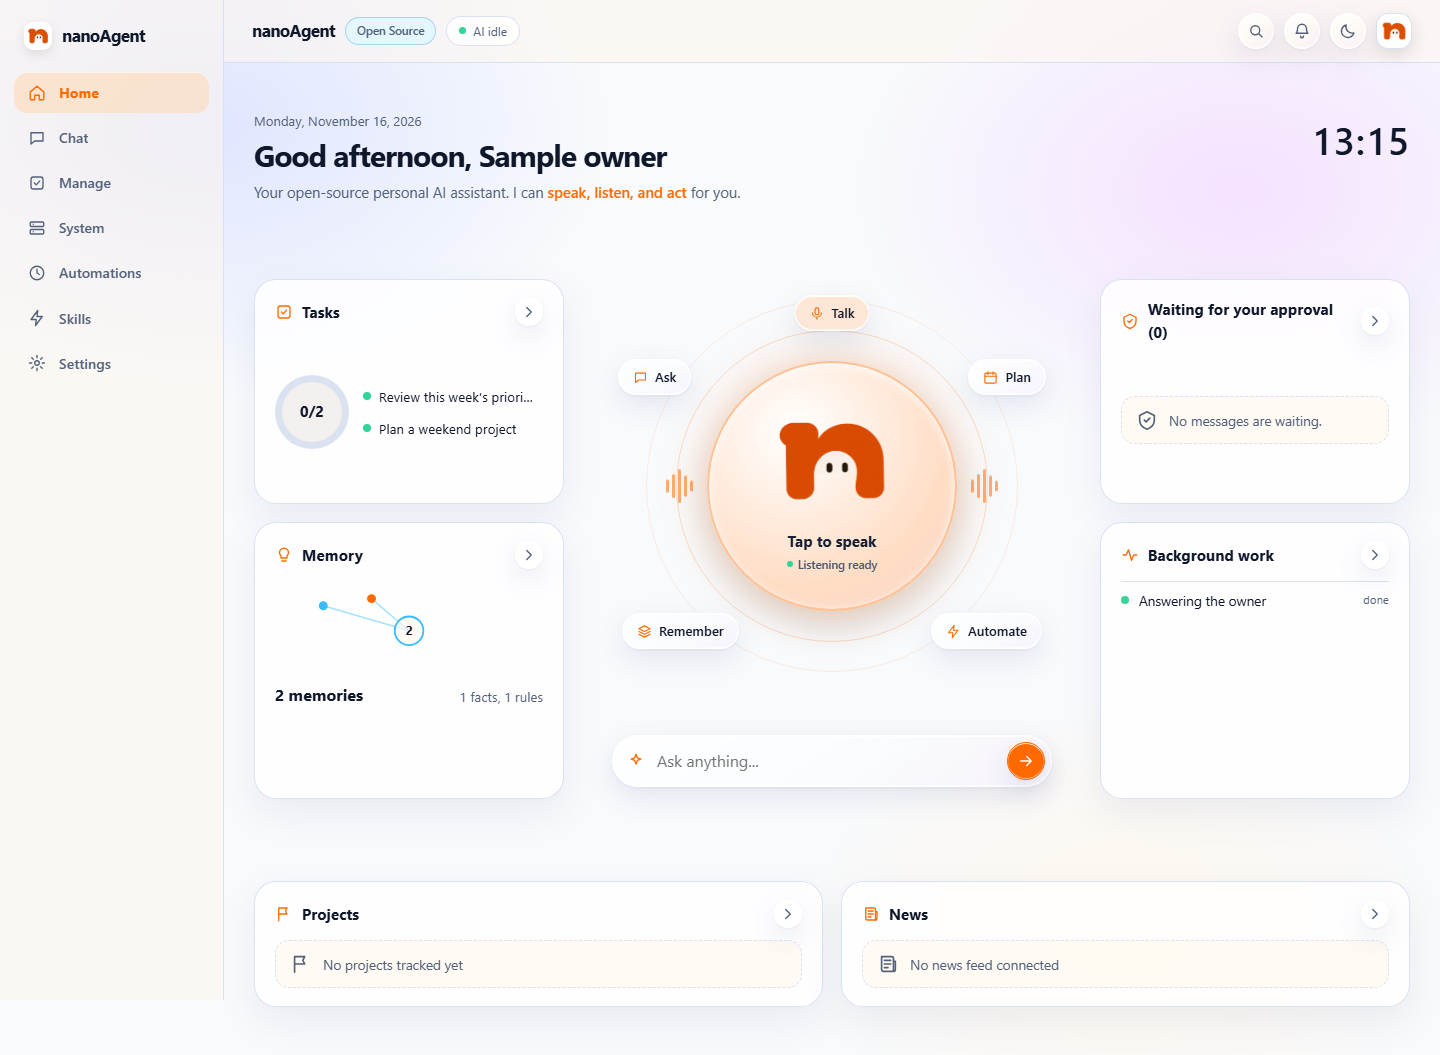 nanoAgent
Home
Chat
Manage
System
Automations
Skills
Settings
nanoAgent
Open Source
AI idle
Monday, November 16, 2026
Good afternoon, Sample owner
Your open-source personal AI assistant. I can speak, listen, and act for you.
13:15
Tasks
0/2
Review this week's priori...
Plan a weekend project
Memory
2
2 memories
1 facts, 1 rules
Talk
Ask
Plan
Tap to speak
Listening ready
Remember
Automate
Ask anything...
Waiting for your approval
(0)
No messages are waiting.
Background work
Answering the owner
done
Projects
No projects tracked yet
News
No news feed connected